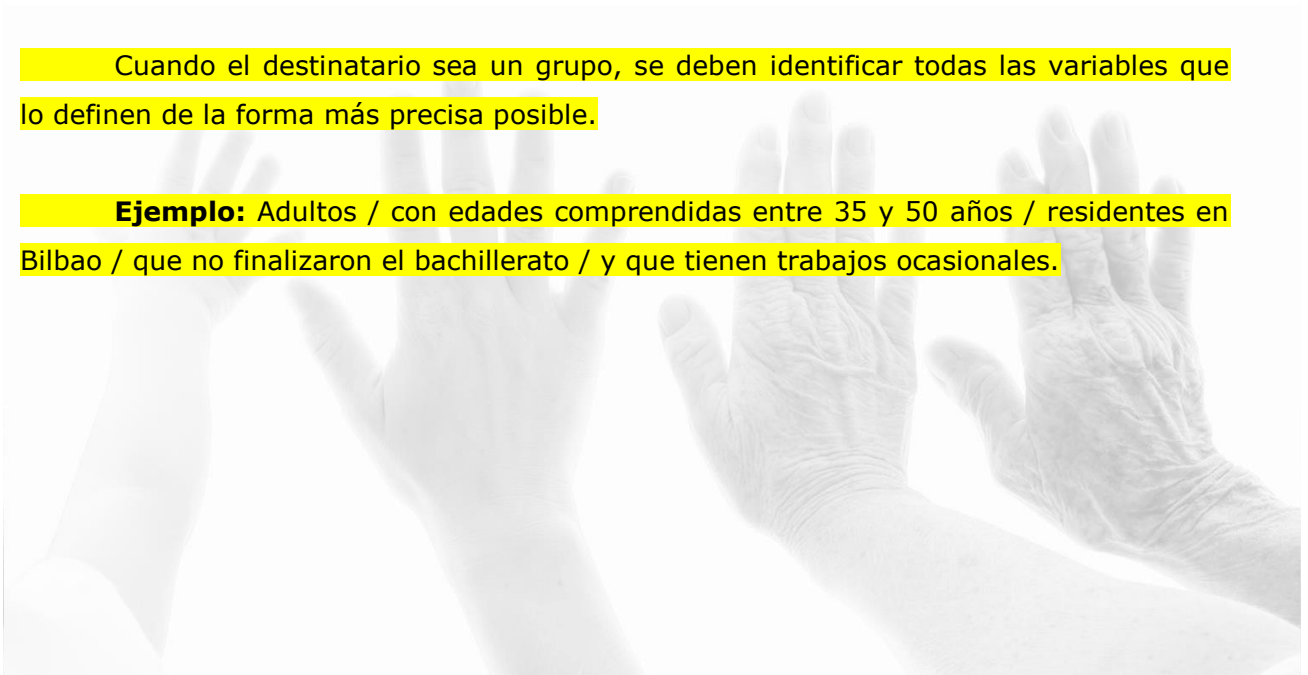 Cuando el destinatario sea un grupo, se deben identificar todas las variables que
lo definen de la forma más precisa posible.
Ejemplo: Adultos / con edades comprendidas entre 35 y 50 años / residentes en
Bilbao / que no finalizaron el bachillerato / y que tienen trabajos ocasionales.